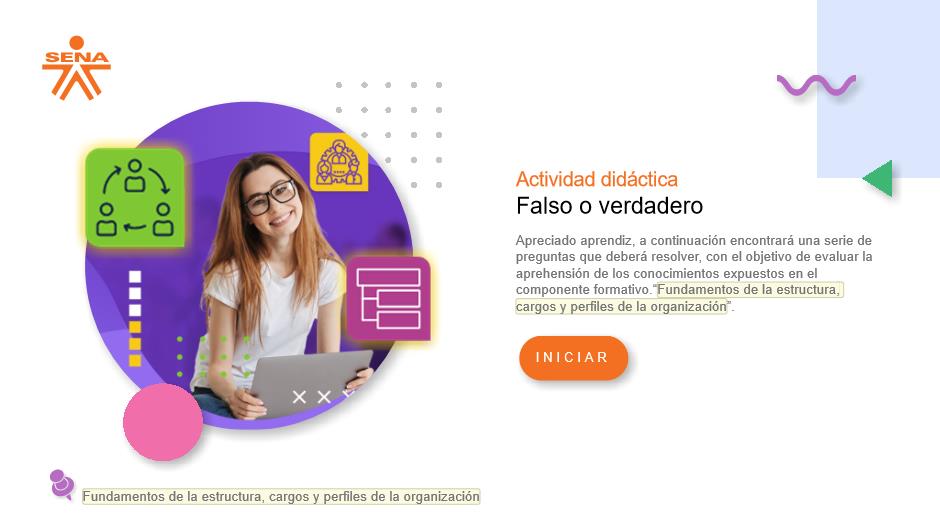 SENA
Actividad didáctica
Falso o verdadero
Apreciado aprendiz, a continuación encontrará una serie de
preguntas que deberá resolver, con el objetivo de evaluar la
aprehensión de los conocimientos expuestos en el
componente formativo.“Fundamentos de la estructura,
cargos y perfiles de la organización”.
INICIAR
Fundamentos de la estructura, cargos y perfiles de la organización